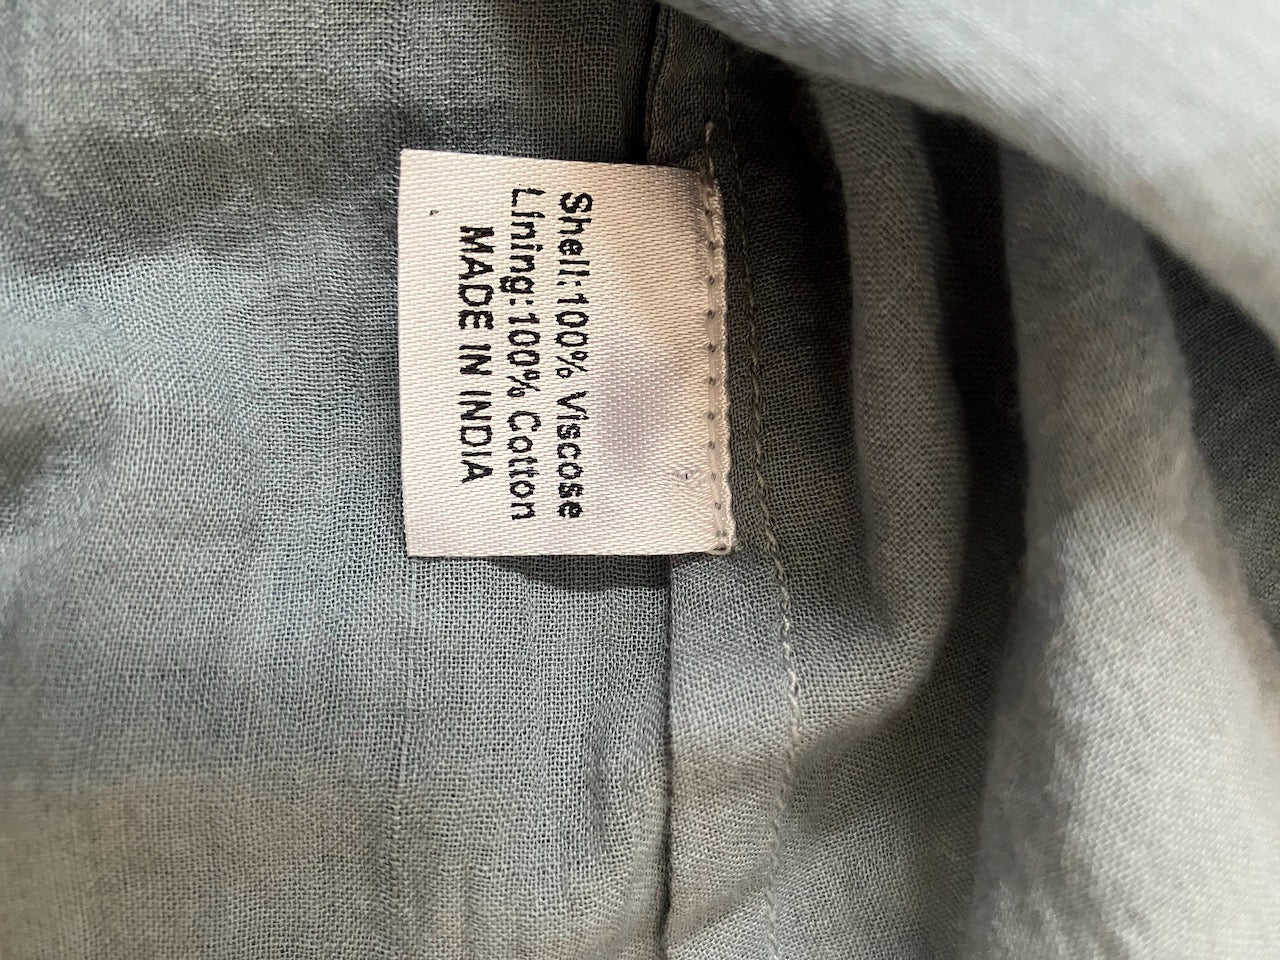 Shell:100% Viscose
Lining:100% Cotton
MADE IN INDIA